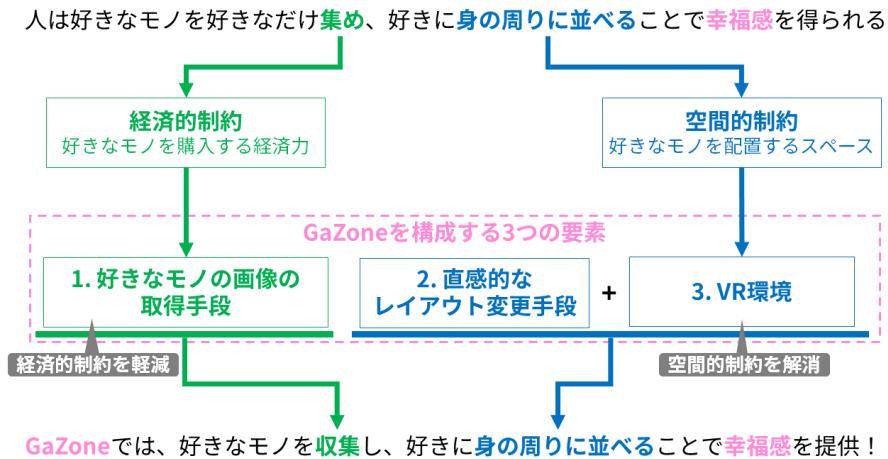 人は好きなモノを好きなだけ集め、好きに身の周りに並べることで幸福感を得られる
経済的制約
好きなモノを購入する経済力
空間的制約
好きなモノを配置するスペース
GaZoneを構成する3つの要素
1. 好きなモノの画像の
取得手段
2. 直感的な
レイアウト変更手段
+
3. VR環境
経済的制約を軽減
空間的制約を解消
GaZoneでは、好きなモノを収集し、好きに身の周りに並べることで幸福感を提供！